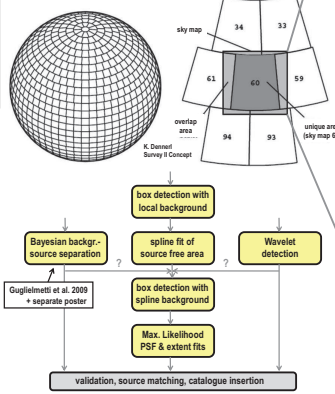 sky map
34
33
61
60
59
overlap
area
94
93
unique are
(sky map 6
K. Dennerl
Survey II Concept
box detection with
local background
Bayesian backgr.-
source separation
spline fit of
source free area
Wavelet
detection
?
?
Guglielmetti et al. 2009
+ separate poster
box detection with
spline background
Max. Likelihood
PSF & extent fits
validation, source matching, catalogue insertion